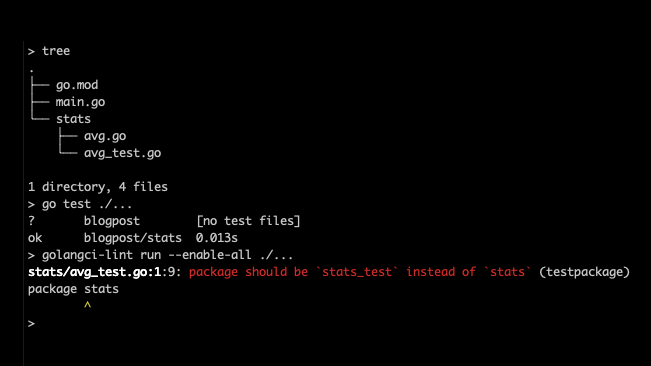 > tree
.
├── go.mod
├── main.go
└── stats
    ├── avg.go
    └── avg_test.go
1 directory, 4 files
> go test ./...
?       blogpost        [no test files]
ok      blogpost/stats  0.013s
> golangci-lint run --enable-all ./...
stats/avg_test.go:1:9: package should be `stats_test` instead of `stats` (testpackage)
package stats
        ^
>